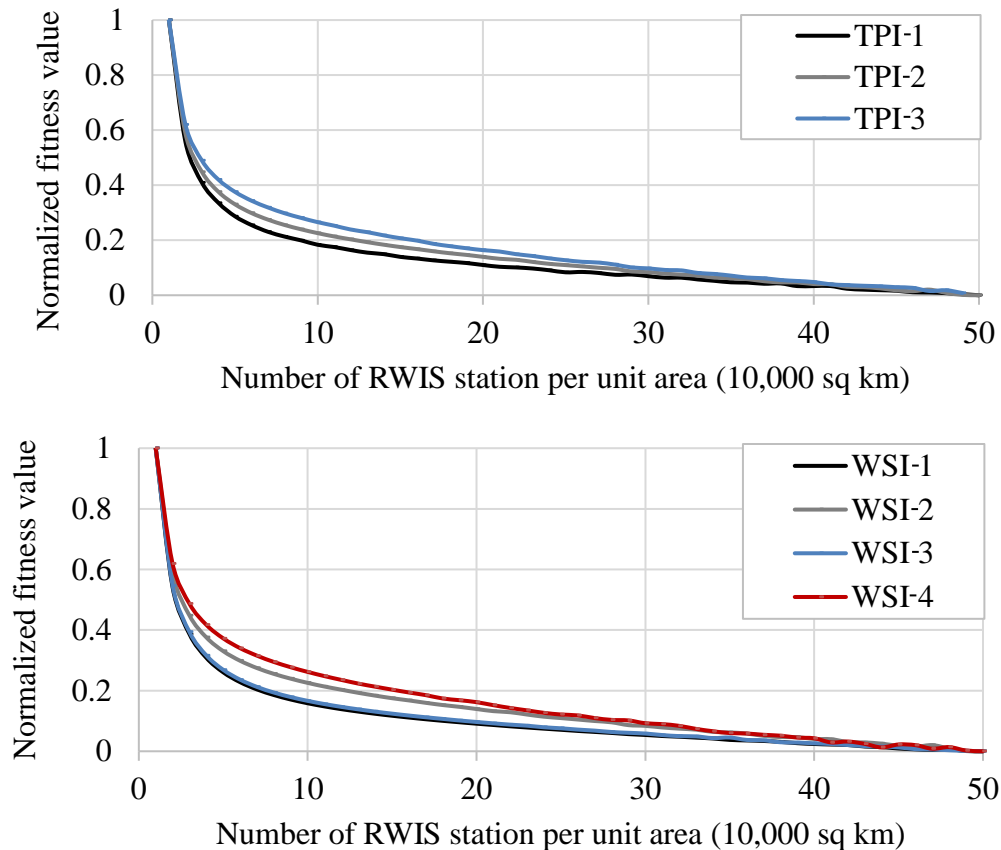 Normalized fitness value
1
0.8
0.6
0.4
0.2
0
TPI-1
TPI-2
TPI-3
0 10 20 30 40 50
Number of RWIS station per unit area (10,000 sq km)
Normalized fitness value
1
0.8
0.6
0.4
0.2
0
WSI-1
WSI-2
WSI-3
WSI-4
0 10 20 30 40 50
Number of RWIS station per unit area (10,000 sq km)